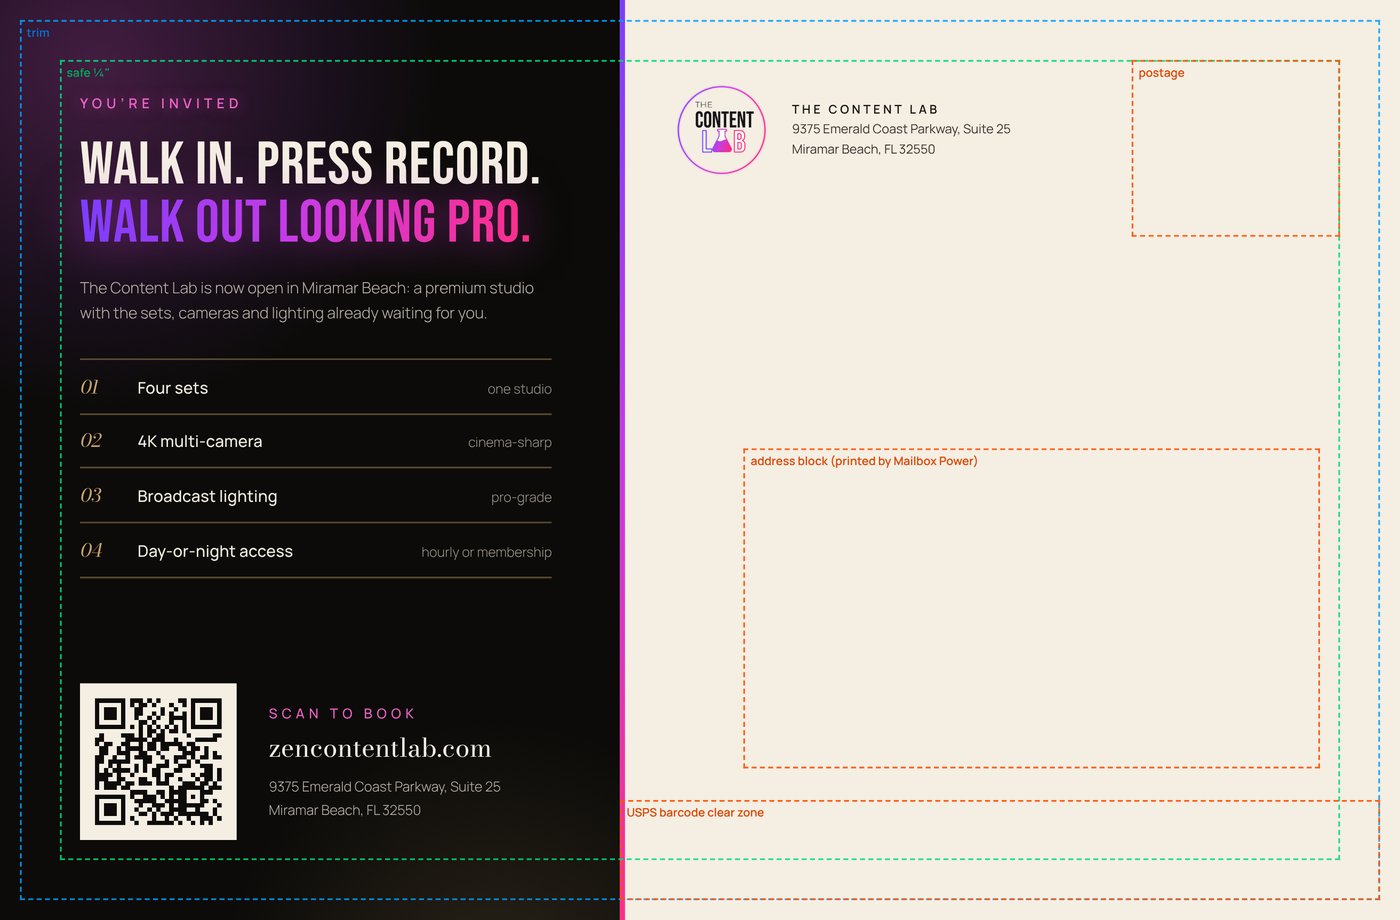 trim
safe ¼"
YOU'RE INVITED
WALK IN. PRESS RECORD.
WALK OUT LOOKING PRO.
The Content Lab is now open in Miramar Beach: a premium studio
with the sets, cameras and lighting already waiting for you.
01 Four sets one studio
02 4K multi-camera cinema-sharp
03 Broadcast lighting pro-grade
04 Day-or-night access hourly or membership
SCAN TO BOOK
zencontentlab.com
9375 Emerald Coast Parkway, Suite 25
Miramar Beach, FL 32550
THE
CONTENT
LAB
THE CONTENT LAB
9375 Emerald Coast Parkway, Suite 25
Miramar Beach, FL 32550
postage
address block (printed by Mailbox Power)
USPS barcode clear zone